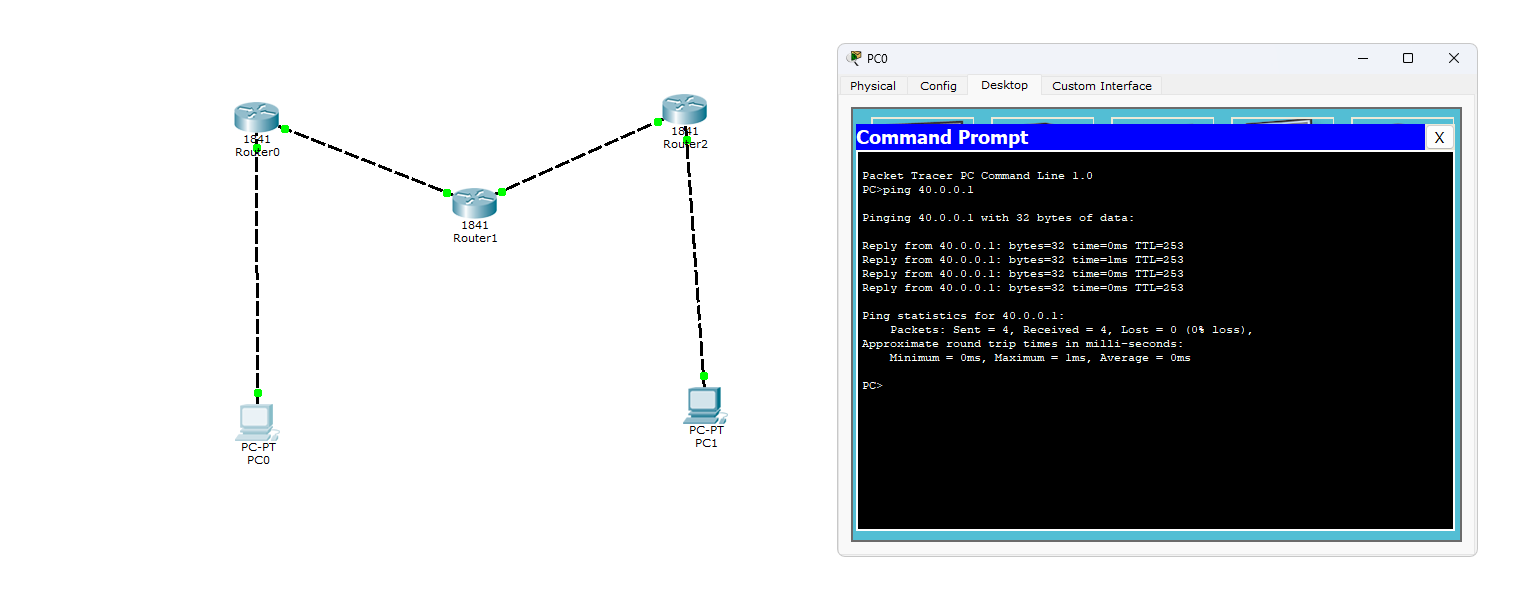 1841
Router0
1841
Router2
1841
Router1
PC-PT
PC0
PC-PT
PC1
PC0
Physical Config Desktop Custom Interface
Command Prompt X
Packet Tracer PC Command Line 1.0
PC>ping 40.0.0.1
Pinging 40.0.0.1 with 32 bytes of data:
Reply from 40.0.0.1: bytes=32 time=0ms TTL=253
Reply from 40.0.0.1: bytes=32 time=1ms TTL=253
Reply from 40.0.0.1: bytes=32 time=0ms TTL=253
Reply from 40.0.0.1: bytes=32 time=0ms TTL=253
Ping statistics for 40.0.0.1:
Packets: Sent = 4, Received = 4, Lost = 0 (0% loss),
Approximate round trip times in milli-seconds:
Minimum = 0ms, Maximum = 1ms, Average = 0ms
PC>